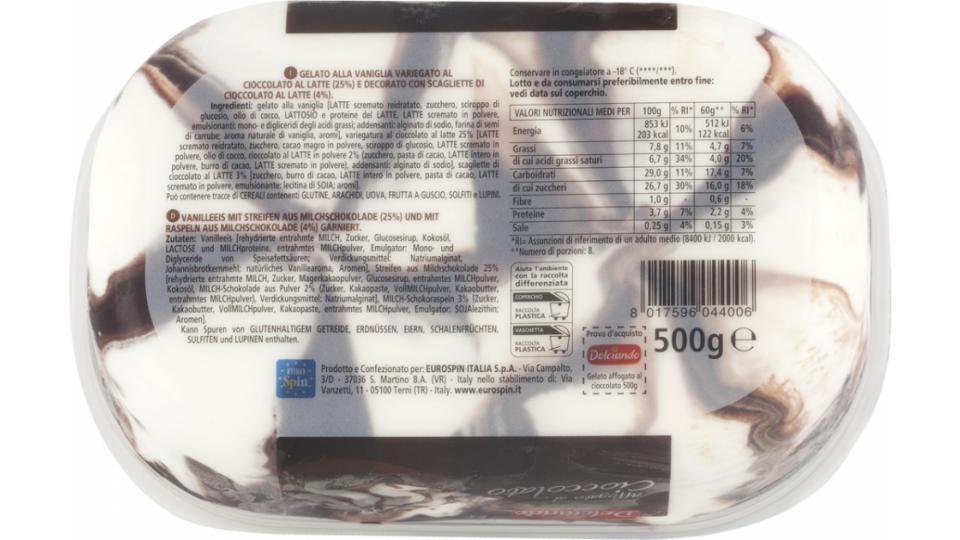 I GELATO ALLA VANIGLIA VARIEGATO AL
CIOCCOLATO AL LATTE (25%) E DECORATO CON SCAGLIETTE DI
CIOCCOLATO AL LATTE (4%).
Ingredienti: gelato alla vaniglia [LATTE scremato reidratato, zucchero, sciroppo di
glucosio, olio di cocco, LATTOSIO e proteine del LATTE, LATTE scremato in polvere,
emulsionanti: mono- e digliceridi degli acidi grassi; addensanti: alginato di sodio, farina di semi
di carrube; aroma naturale di vaniglia, aromi], variegatura al cioccolato al latte 25% [LATTE
scremato reidratato, zucchero, cacao magro in polvere, sciroppo di glucosio, LATTE scremato in
polvere, olio di cocco, cioccolato al LATTE in polvere 2% (zucchero, pasta di cacao, LATTE intero in
polvere, burro di cacao, LATTE scremato in polvere), addensanti: alginato di sodio], scagliette di
cioccolato al LATTE 3% [zucchero, burro di cacao, LATTE intero in polvere, pasta di cacao, LATTE
scremato in polvere, emulsionante: lecitina di SOIA; aromi].
Può contenere tracce di CEREALI contenenti GLUTINE, ARACHIDI, UOVA, FRUTTA A GUSCIO, SOLFITI e LUPINI.
D VANILLEEIS MIT STREIFEN AUS MILCHSCHOKOLADE (25%) UND MIT
RASPELN AUS MILCHSCHOKOLADE (4%) GARNIERT.
Zutaten: Vanilleeis [rehydrierte entrahmte MILCH, Zucker, Glucosesirup, Kokosöl,
LACTOSE und MILCHproteine, entrahmtes MILCHpulver, Emulgator: Mono- und
Diglyceride von Speisefettsäuren; Verdickungsmittel: Natriumalginat,
Johannisbrotkernmehl; natürliches Vanillearoma, Aromen], Streifen aus Milchschokolade 25%
[rehydrierte entrahmte MILCH, Zucker, Magerkakaopulver, Glucosesirup, entrahmtes MILCHpulver,
Kokosöl, MILCH-Schokolade aus Pulver 2% (Zucker, Kakaopaste, VollMILCHpulver, Kakaobutter,
entrahmtes MILCHpulver), Verdickungsmittel: Natriumalginat], MILCH-Schokoraspeln 3% [Zucker,
Kakaobutter, VollMILCHpulver, Kakaopaste, entrahmtes MILCHpulver, Emulgator: SOJAlezithin;
Aromen].
Kann Spuren von GLUTENHALTIGEM GETREIDE, ERDNÜSSEN, EIERN, SCHALENFRÜCHTEN,
SULFITEN und LUPINEN enthalten.
EURO
Spin
Prodotto e Confezionato per: EUROSPIN ITALIA S.p.A. - Via Campalto,
3/D - 37036 S. Martino B.A. (VR) - Italy nello stabilimento di: Via
Vanzetti, 11 - 05100 Terni (TR) - Italy. www.eurospin.it
Conservare in congelatore a -18° C (****/***).
Lotto e da consumarsi preferibilmente entro fine:
vedi data sul coperchio.
VALORI NUTRIZIONALI MEDI PER 100g % RI* 60g** % RI*
Energia 853 kJ 203 kcal 10% 512 kJ 122 kcal 6%
Grassi 7,8 g 11% 4,7 g 7%
di cui acidi grassi saturi 6,7 g 34% 4,0 g 20%
Carboidrati 29,0 g 11% 17,4 g 7%
di cui zuccheri 26,7 g 30% 16,0 g 18%
Fibre 1,0 g - 0,6 g -
Proteine 3,7 g 7% 2,2 g 4%
Sale 0,25 g 4% 0,15 g 3%
*RI= Assunzioni di riferimento di un adulto medio (8400 kJ / 2000 kcal).
**Numero di porzioni: 8.
Aiuta l'ambiente
con la raccolta
differenziata
COPERCHIO
RACCOLTA
PLASTICA
VASCHETTA
RACCOLTA
PLASTICA
Prova d'acquisto
Dolciando
Gelato affogato al
cioccolato 500g
8 017596 044006
500g e
Affogato al
Cioccolato
Dolciando